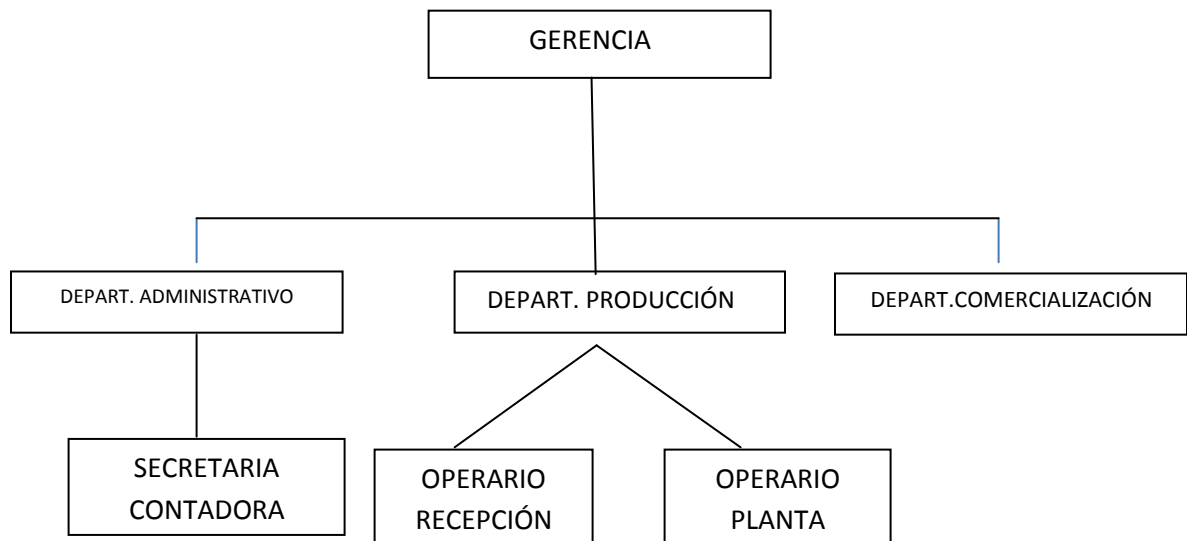 GERENCIA
DEPART. ADMINISTRATIVO
DEPART. PRODUCCIÓN
DEPART.COMERCIALIZACIÓN
SECRETARIA
CONTADORA
OPERARIO
RECEPCIÓN
OPERARIO
PLANTA